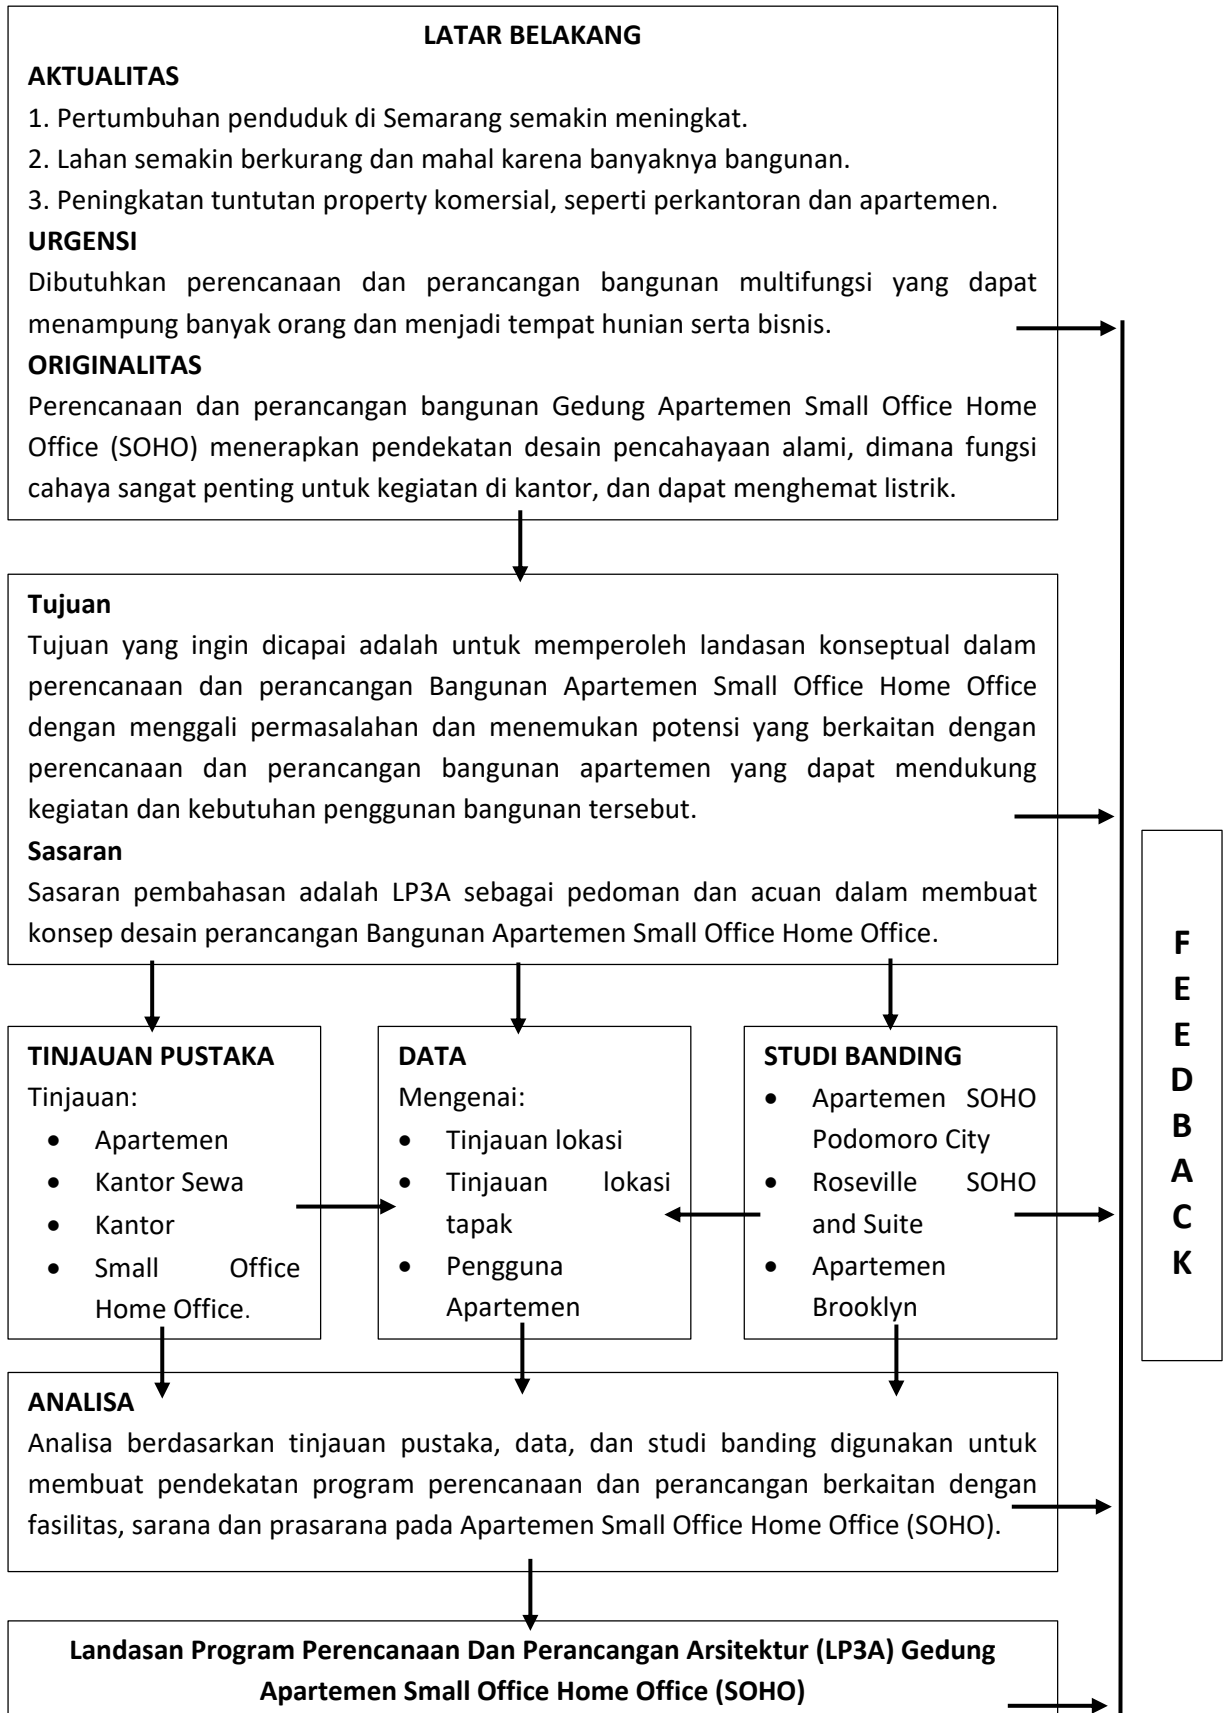 LATAR BELAKANG
AKTUALITAS
1. Pertumbuhan penduduk di Semarang semakin meningkat.
2. Lahan semakin berkurang dan mahal karena banyaknya bangunan.
3. Peningkatan tuntutan property komersial, seperti perkantoran dan apartemen.
URGENSI
Dibutuhkan perencanaan dan perancangan bangunan multifungsi yang dapat
menampung banyak orang dan menjadi tempat hunian serta bisnis.
ORIGINALITAS
Perencanaan dan perancangan bangunan Gedung Apartemen Small Office Home
Office (SOHO) menerapkan pendekatan desain pencahayaan alami, dimana fungsi
cahaya sangat penting untuk kegiatan di kantor, dan dapat menghemat listrik.
Tujuan
Tujuan yang ingin dicapai adalah untuk memperoleh landasan konseptual dalam
perencanaan dan perancangan Bangunan Apartemen Small Office Home Office
dengan menggali permasalahan dan menemukan potensi yang berkaitan dengan
perencanaan dan perancangan bangunan apartemen yang dapat mendukung
kegiatan dan kebutuhan penggunan bangunan tersebut.
Sasaran
Sasaran pembahasan adalah LP3A sebagai pedoman dan acuan dalam membuat
konsep desain perancangan Bangunan Apartemen Small Office Home Office.
TINJAUAN PUSTAKA
Tinjauan:
• Apartemen
• Kantor Sewa
• Kantor
• Small Office
Home Office.
DATA
Mengenai:
• Tinjauan lokasi
• Tinjauan lokasi
tapak
• Pengguna
Apartemen
STUDI BANDING
• Apartemen SOHO
Podomoro City
• Roseville SOHO
and Suite
• Apartemen
Brooklyn
ANALISA
Analisa berdasarkan tinjauan pustaka, data, dan studi banding digunakan untuk
membuat pendekatan program perencanaan dan perancangan berkaitan dengan
fasilitas, sarana dan prasarana pada Apartemen Small Office Home Office (SOHO).
Landasan Program Perencanaan Dan Perancangan Arsitektur (LP3A) Gedung
Apartemen Small Office Home Office (SOHO)
F
E
E
D
B
A
C
K